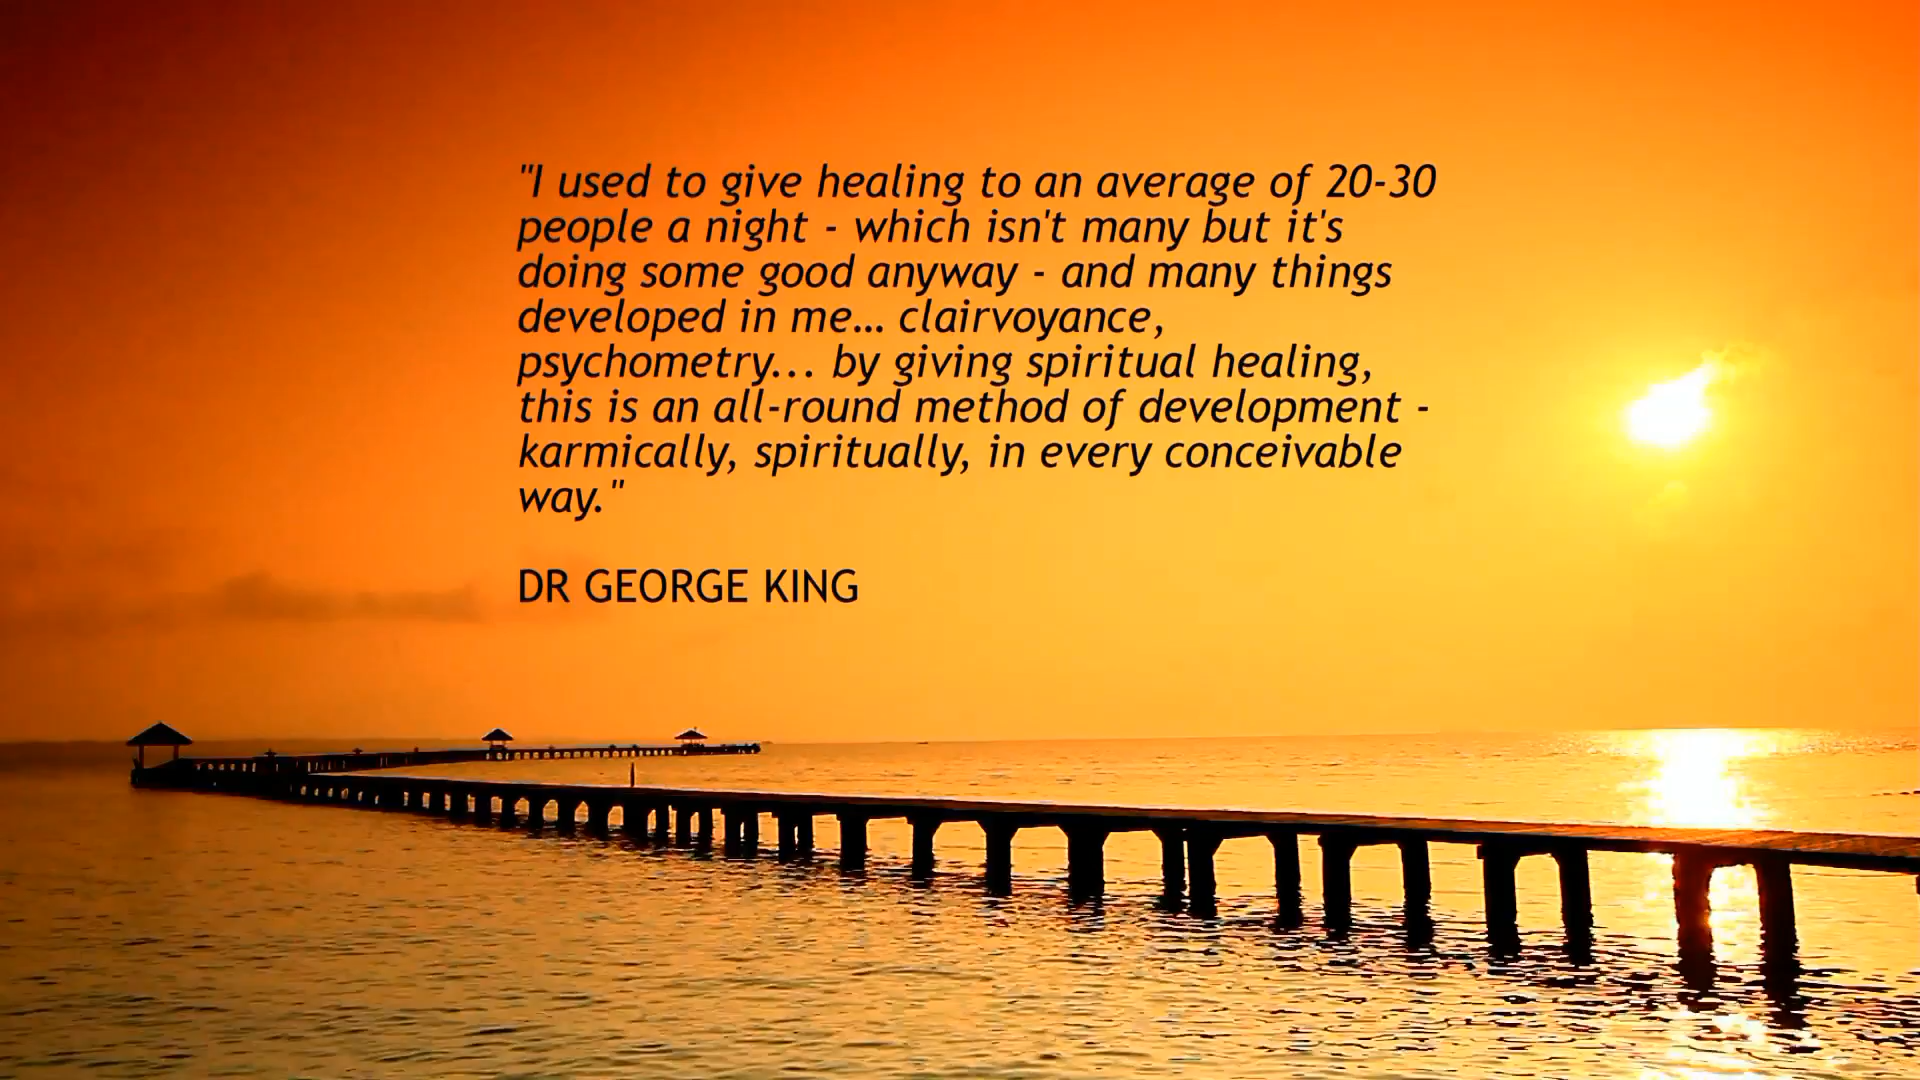 "I used to give healing to an average of 20-30
people a night - which isn't many but it's
doing some good anyway - and many things
developed in me… clairvoyance,
psychometry... by giving spiritual healing,
this is an all-round method of development -
karmically, spiritually, in every conceivable
way."
DR GEORGE KING